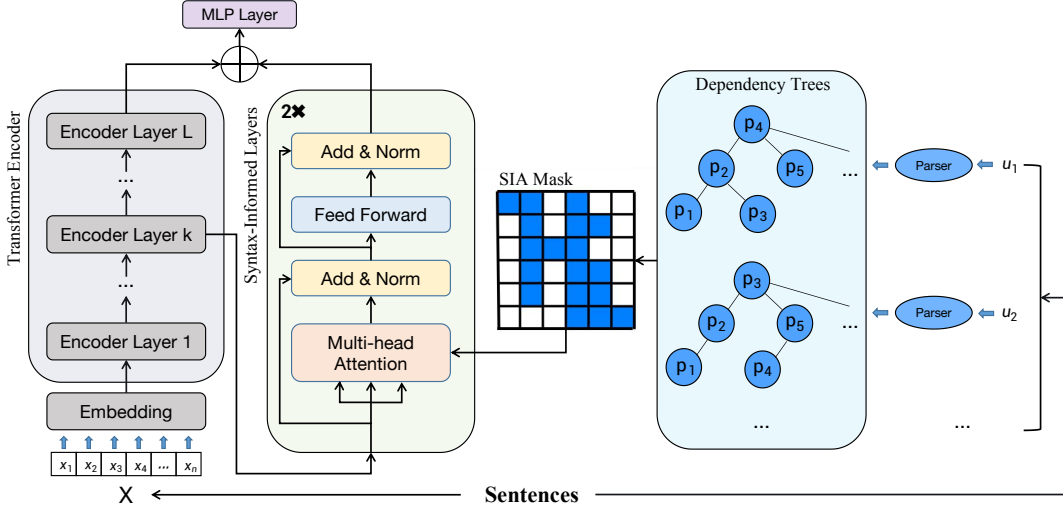 MLP Layer
Transformer Encoder
Encoder Layer L
...
Encoder Layer k
...
Encoder Layer 1
Embedding
x1 x2 x3 x4 ... xn
X
Syntax-Informed Layers
2✖
Add & Norm
Feed Forward
Add & Norm
Multi-head
Attention
SIA Mask
Dependency Trees
p4
p2 p5 ...
p1 p3
p3
p2 p5 ...
p1 p4
...
Parser u1
Parser u2
...
Sentences